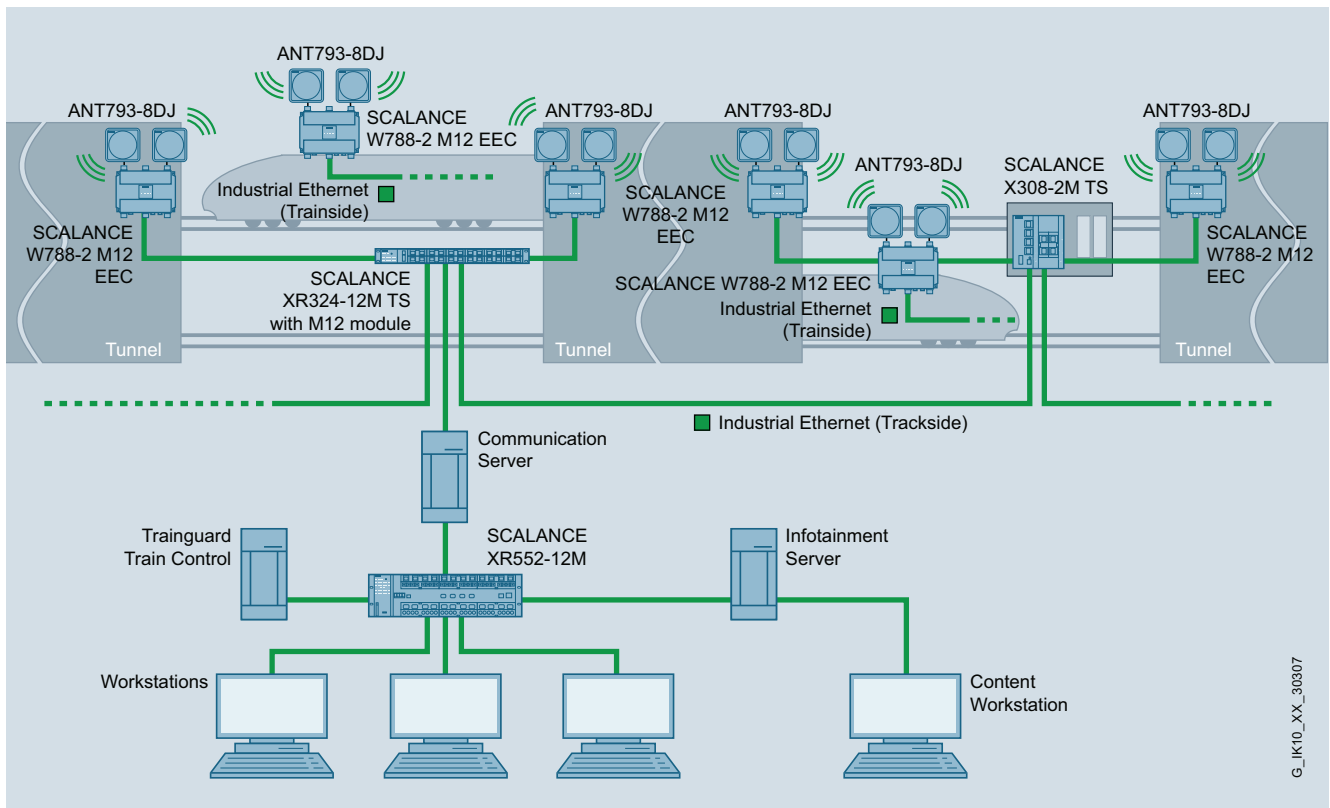 ANT793-8DJ
SCALANCE
W788-2 M12 EEC
ANT793-8DJ
SCALANCE
W788-2 M12
EEC
Industrial Ethernet
(Trainside)
ANT793-8DJ
SCALANCE
W788-2 M12
EEC
SCALANCE
XR324-12M TS
with M12 module
ANT793-8DJ
ANT793-8DJ
SCALANCE W788-2 M12 EEC
Industrial Ethernet
(Trainside)
SCALANCE
X308-2M TS
ANT793-8DJ
SCALANCE
W788-2 M12
EEC
Tunnel
Tunnel
Tunnel
Industrial Ethernet (Trackside)
Communication
Server
Trainguard
Train Control
SCALANCE
XR552-12M
Infotainment
Server
Workstations
Content
Workstation
G_IK10_XX_30307